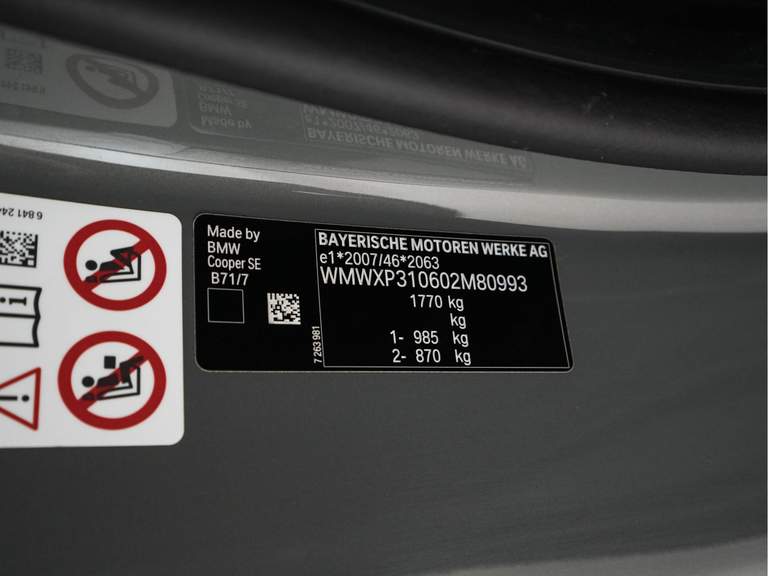 6 841 24
Made by
BMW
Cooper SE
B71/7
7 263 981
BAYERISCHE MOTOREN WERKE AG
e1*2007/46*2063
WMWXP310602M80993
1770 kg
kg
1- 985 kg
2- 870 kg